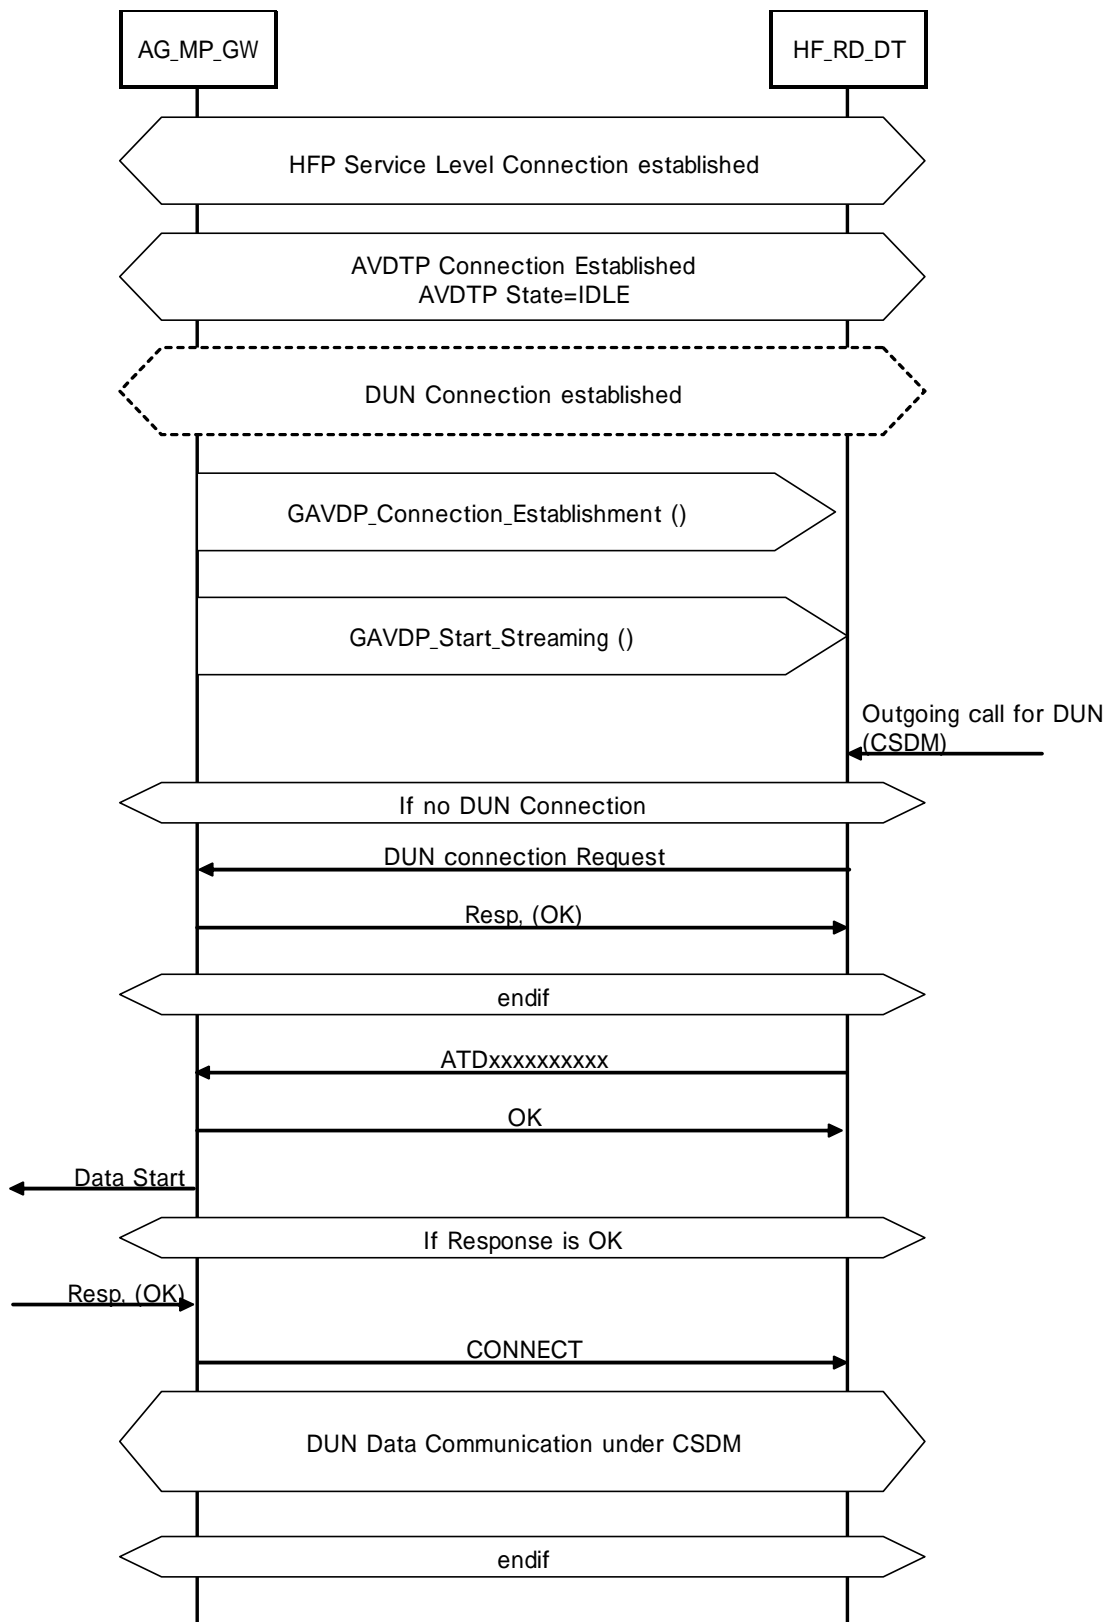 AG_MP_GW
HF_RD_DT
HFP Service Level Connection established
AVDTP Connection Established
AVDTP State=IDLE
DUN Connection established
GAVDP_Connection_Establishment ()
GAVDP_Start_Streaming ()
Outgoing call for DUN
(CSDM)
If no DUN Connection
DUN connection Request
Resp, (OK)
endif
ATDxxxxxxxxxx
OK
Data Start
If Response is OK
Resp, (OK)
CONNECT
DUN Data Communication under CSDM
endif